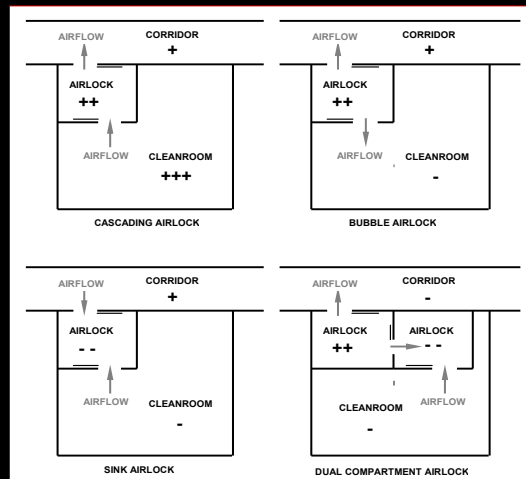 AIRFLOW
CORRIDOR
+
AIRLOCK
++
AIRFLOW
CLEANROOM
+++
CASCADING AIRLOCK
AIRFLOW
CORRIDOR
+
AIRLOCK
++
AIRFLOW
CLEANROOM
-
BUBBLE AIRLOCK
AIRFLOW
CORRIDOR
+
AIRLOCK
- -
AIRFLOW
CLEANROOM
-
SINK AIRLOCK
AIRFLOW
CORRIDOR
-
AIRLOCK
++
AIRLOCK
- -
AIRFLOW
CLEANROOM
-
DUAL COMPARTMENT AIRLOCK